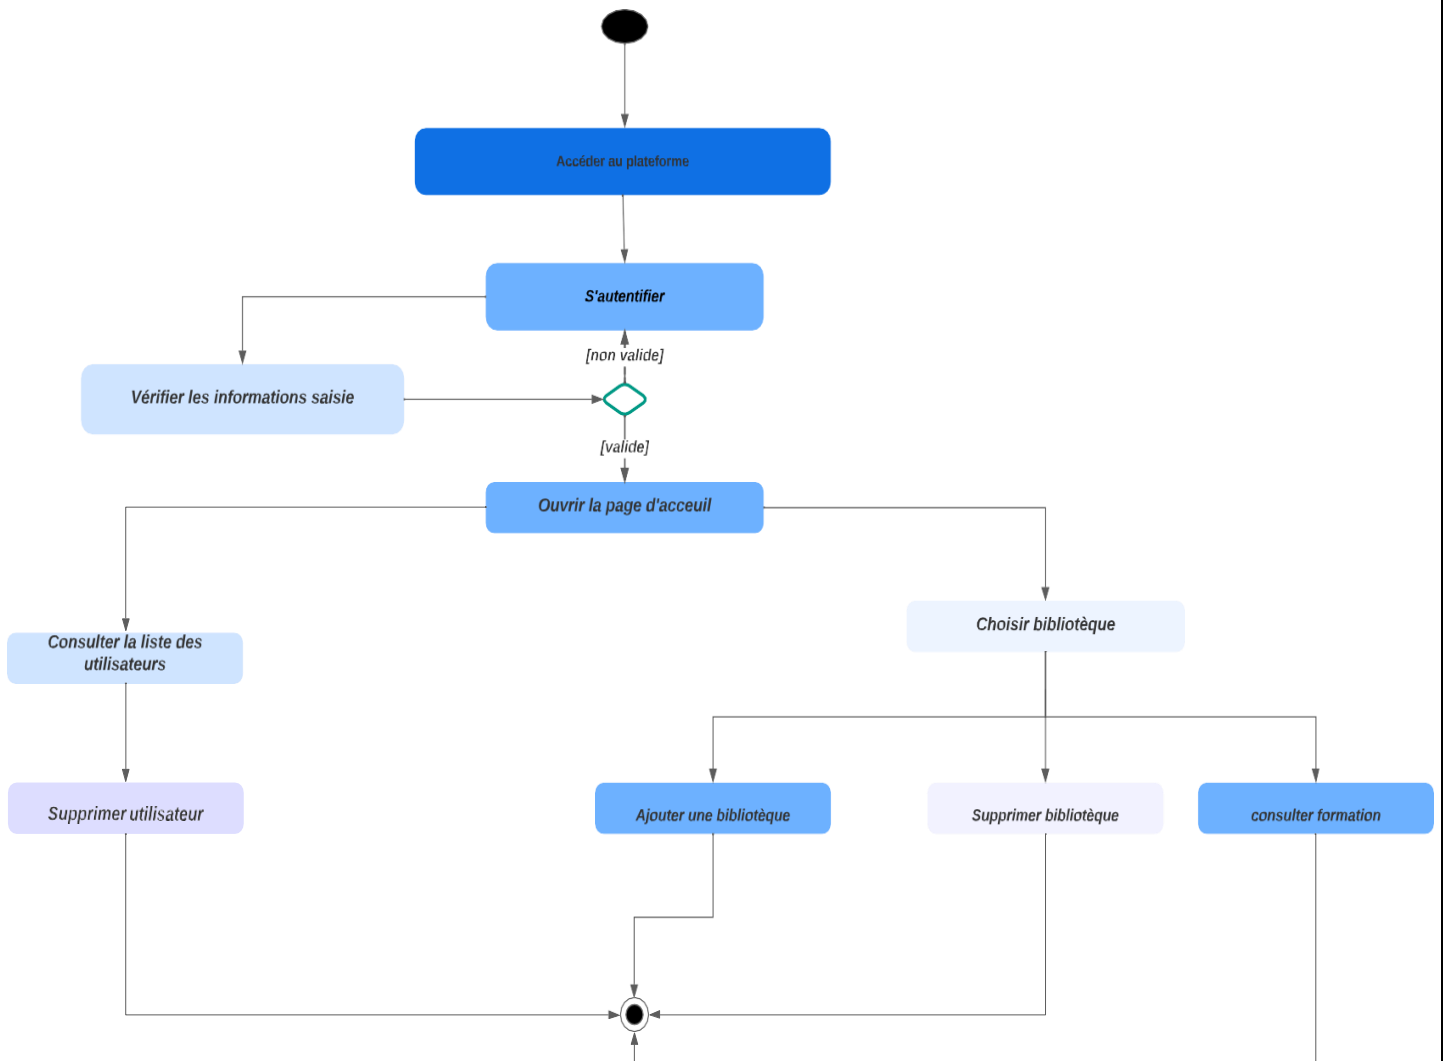 Accéder au plateforme
S'autentifier
[non valide]
Vérifier les informations saisie
[valide]
Ouvrir la page d'acceuil
Choisir bibliotèque
Consulter la liste des
utilisateurs
Supprimer utilisateur
Ajouter une bibliotèque
Supprimer bibliotèque
consulter formation